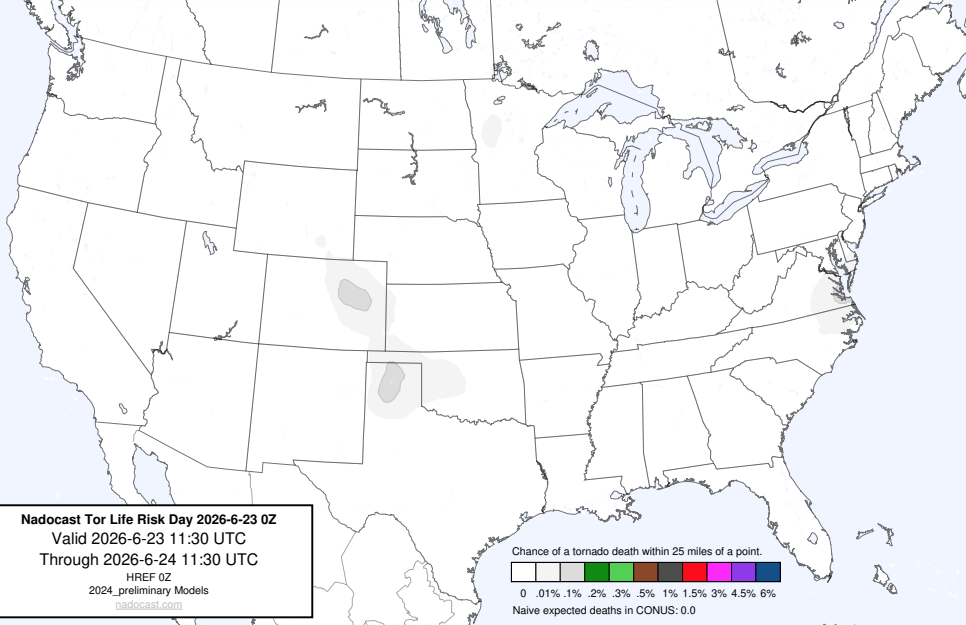 Nadocast Tor Life Risk Day 2026-6-23 0Z
Valid 2026-6-23 11:30 UTC
Through 2026-6-24 11:30 UTC
HREF 0Z
2024_preliminary Models
nadocast.com
Chance of a tornado death within 25 miles of a point.
0 .01% .1% .2% .3% .5% 1% 1.5% 3% 4.5% 6%
Naive expected deaths in CONUS: 0.0